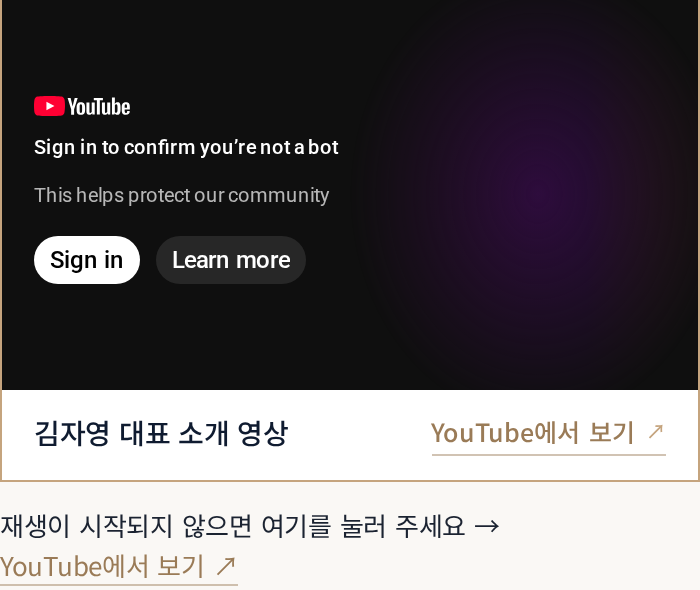 YouTube
Sign in to confirm you’re not a bot
This helps protect our community
Sign in Learn more
김자영 대표 소개 영상 YouTube에서 보기 ↗
재생이 시작되지 않으면 여기를 눌러 주세요 →
YouTube에서 보기 ↗